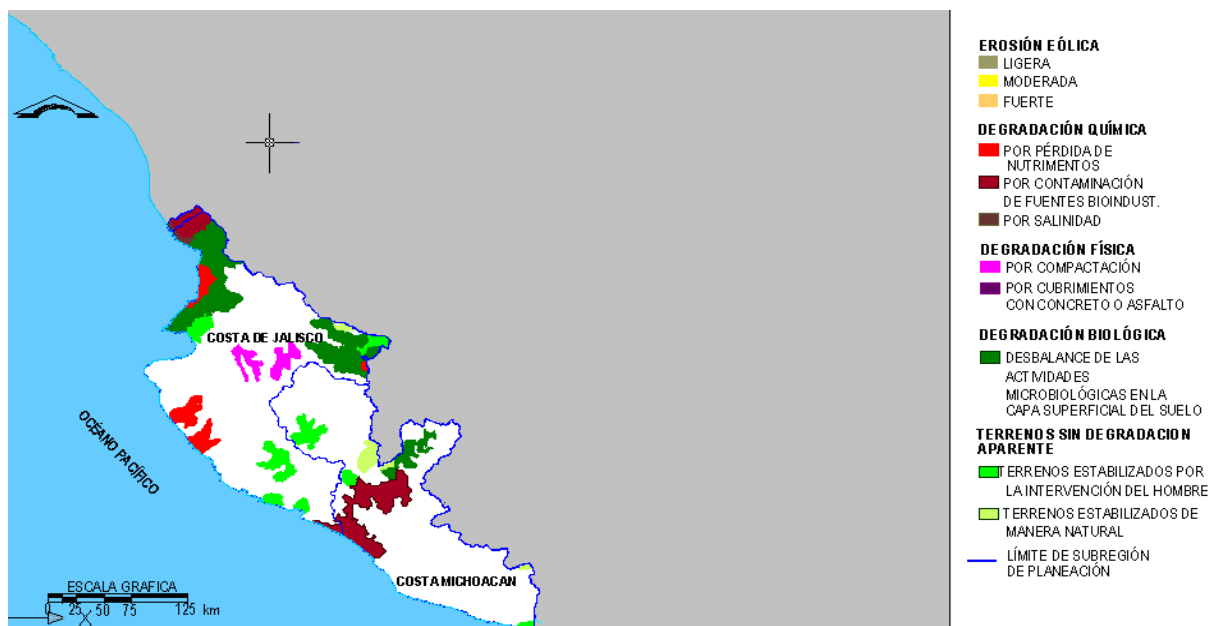 COSTA DE JALISCO
OCÉANO PACÍFICO
COSTA MICHOACAN
ESCALA GRAFICA
0 25 50 75 125 km
X
EROSIÓN EÓLICA
LIGERA
MODERADA
FUERTE
DEGRADACIÓN QUÍMICA
POR PÉRDIDA DE
NUTRIMENTOS
POR CONTAMINACIÓN
DE FUENTES BIOINDUST.
POR SALINIDAD
DEGRADACIÓN FÍSICA
POR COMPACTACIÓN
POR CUBRIMIENTOS
CON CONCRETO O ASFALTO
DEGRADACIÓN BIOLÓGICA
DESBALANCE DE LAS
ACTIVIDADES
MICROBIOLÓGICAS EN LA
CAPA SUPERFICIAL DEL SUELO
TERRENOS SIN DEGRADACION
APARENTE
TERRENOS ESTABILIZADOS POR
LA INTERVENCIÓN DEL HOMBRE
TERRENOS ESTABILIZADOS DE
MANERA NATURAL
LÍMITE DE SUBREGIÓN
DE PLANEACIÓN